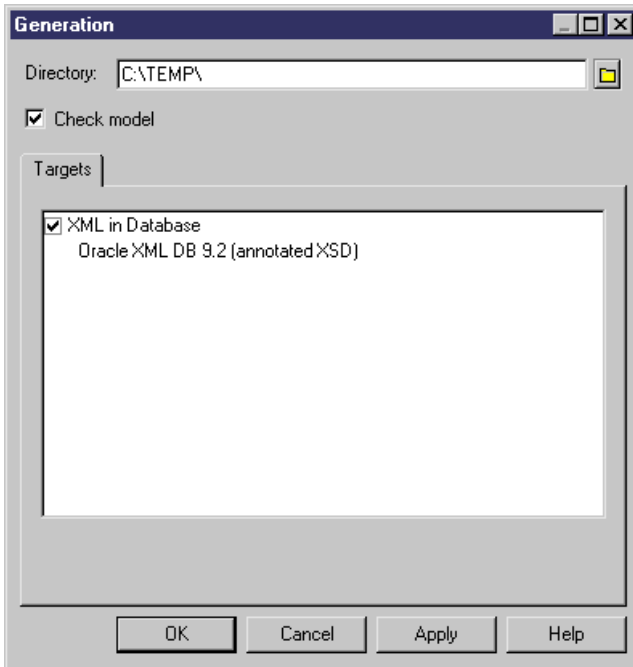 Generation
Directory: C:\TEMP\
Check model
Targets
XML in Database
Oracle XML DB 9.2 (annotated XSD)
OK Cancel Apply Help